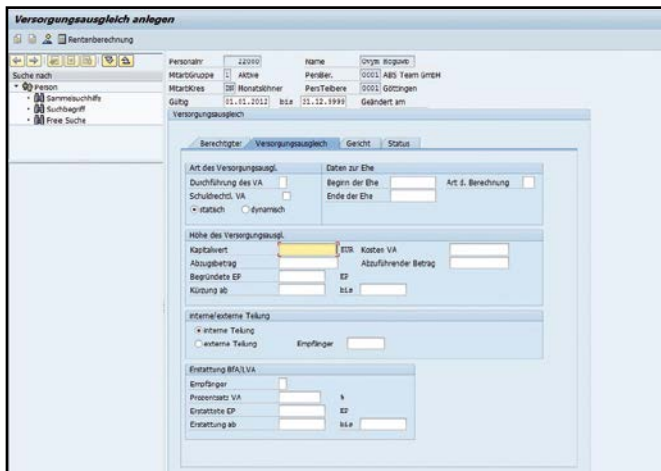 Versorgungsausgleich anlegen
Rentenberechnung
Suche nach
Person
Sammelsuchhilfe
Suchbegriff
Freie Suche
Personalnr 22000 Name
MitarbGruppe 1 Aktive PersBer. 0001 ABS Team GmbH
MitarbKreis Monatslöhner PersTeilbere 0001 Göttingen
Gültig 01.01.2012 bis 31.12.9999 Geändert am
Versorgungsausgleich
Berechtigter Versorgungsausgleich Gericht Status
Art des Versorgungsausgl. Daten zur Ehe
Durchführung des VA Beginn der Ehe Art d. Berechnung
Schuldrechtl. VA Ende der Ehe
statisch dynamisch
Höhe des Versorgungsausgl.
Kapitalwert EUR Kosten VA
Abzugsbetrag Abzuführender Betrag
Begründete EP EP
Kürzung ab bis
Interne/externe Teilung
interne Teilung
externe Teilung Empfänger
Erstattung BfA/LVA
Empfänger
Prozentsatz VA %
Erstattete EP EP
Erstattung ab bis